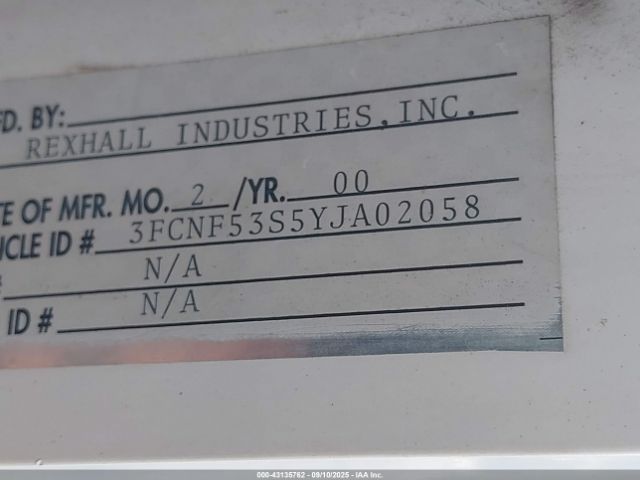 FD. BY:
REXHALL INDUSTRIES,INC.
TE OF MFR. MO. 2 /YR. 00
ICLE ID # 3FCNF53S5YJA02058
N/A
ID # N/A
000-43135762 - 09/10/2025 - IAA Inc.